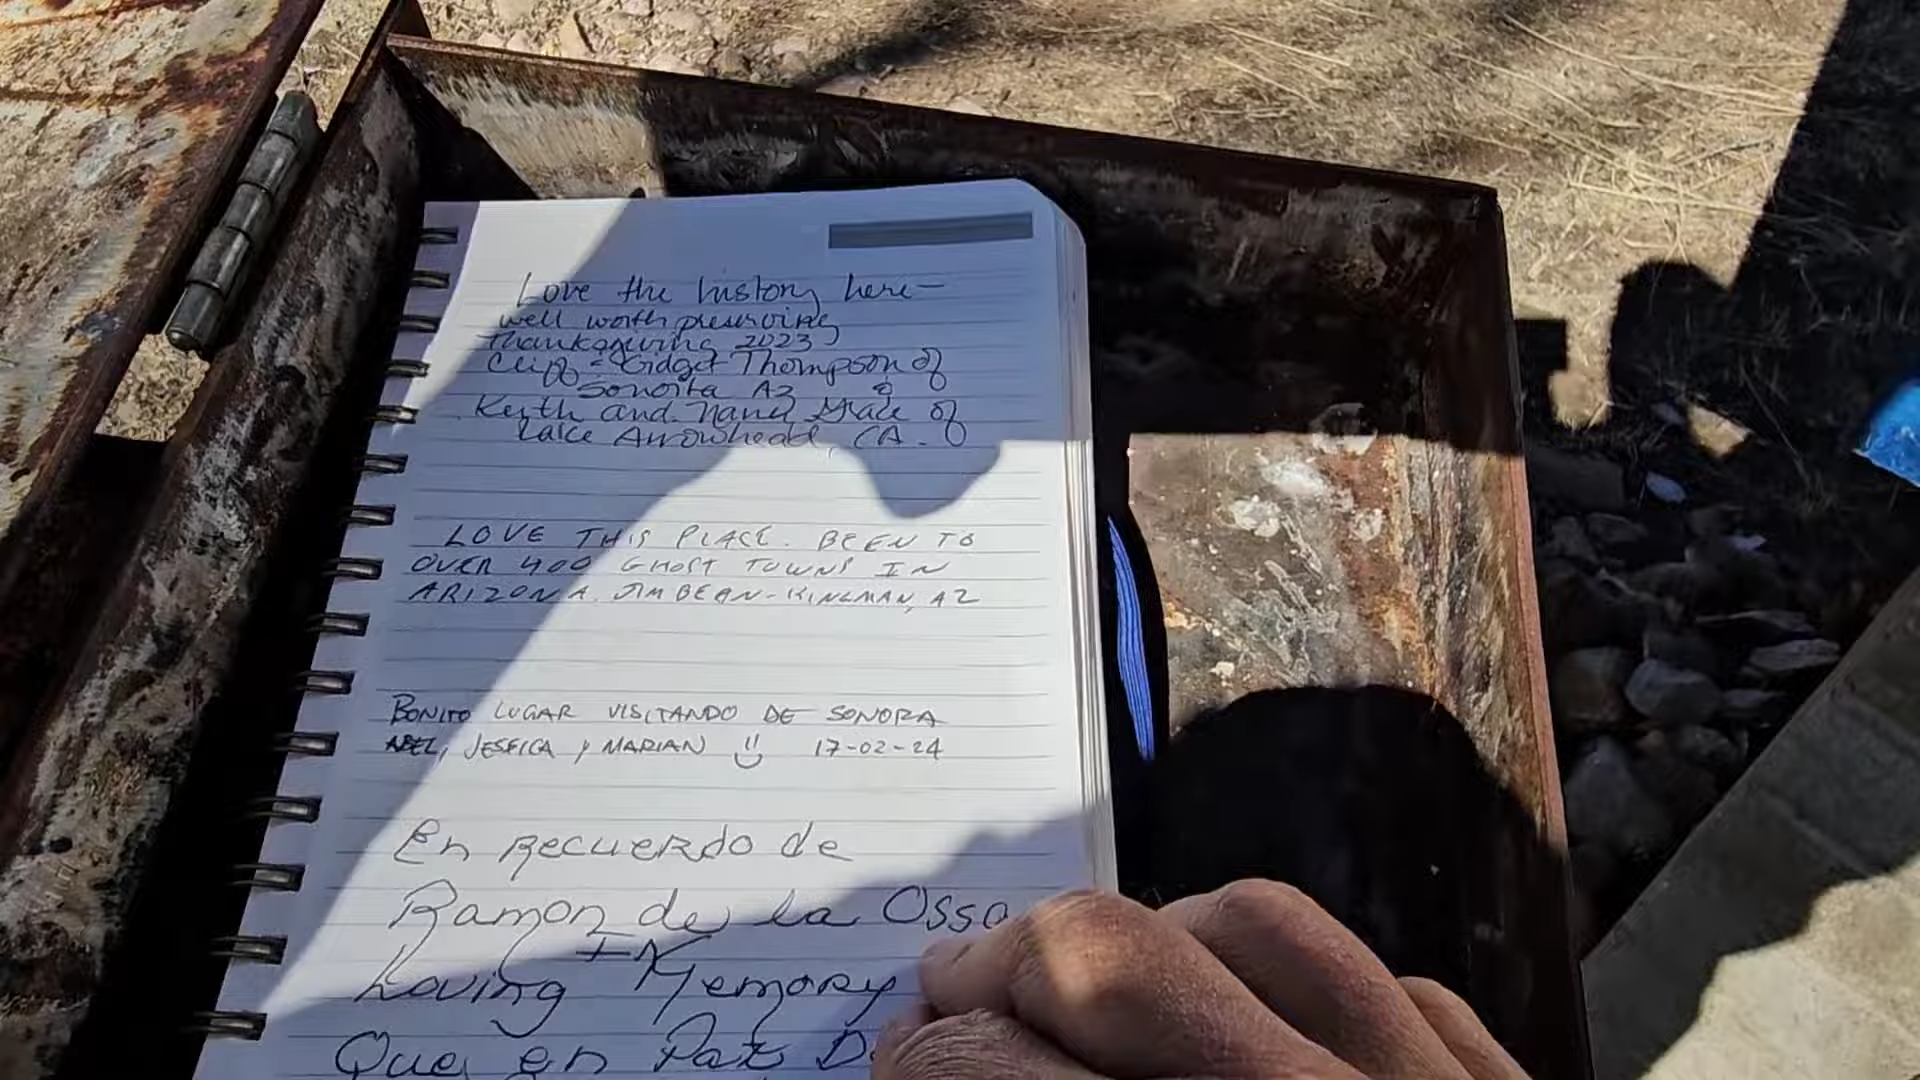 Love the history here-
well worth preserving
Thanksgiving 2023
Cliff & Gidget Thompson of
Sonoita AZ &
Keith and Nancy Grace of
Lake Arrowhead, CA.
LOVE THIS PLACE. BEEN TO
OVER 400 GHOST TOWNS IN
ARIZONA. JIM BEAN-KINGMAN, AZ
BONITO LUGAR VISITANDO DE SONORA
ABEL, JESSICA Y MARIAN 17-02-24
En Recuerdo de
Ramon de la Ossa
IN
Loving Memory
Que en Paz